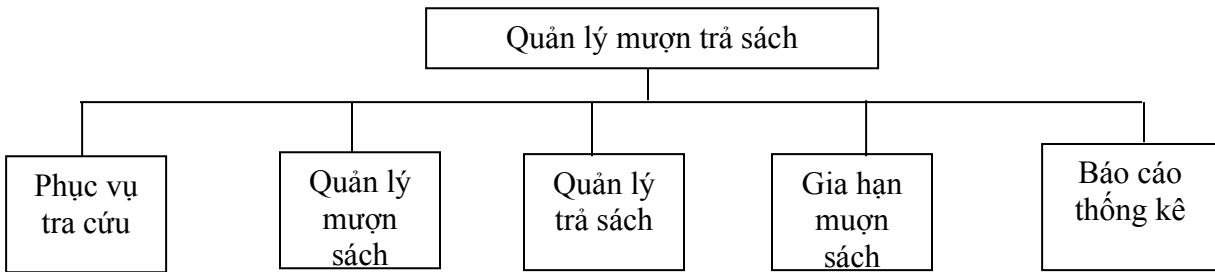 Quản lý mượn trả sách
Phục vụ
tra cứu
Quản lý
mượn
sách
Quản lý
trả sách
Gia hạn
muợn
sách
Báo cáo
thống kê